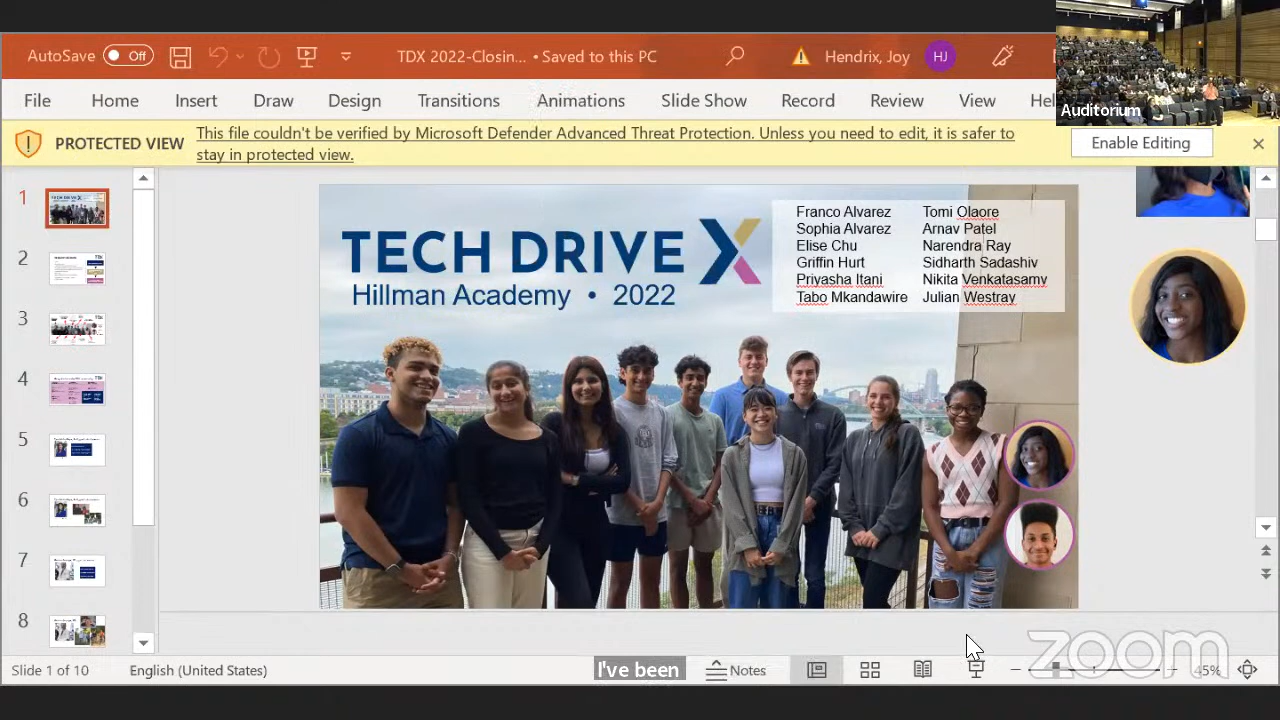 AutoSave Off
TDX 2022-Closin... • Saved to this PC
Hendrix, Joy
HJ
Auditorium
File Home Insert Draw Design Transitions Animations Slide Show Record Review View Hel
PROTECTED VIEW
This file couldn't be verified by Microsoft Defender Advanced Threat Protection. Unless you need to edit, it is safer to
stay in protected view.
Enable Editing
1
2
3
4
5
6
7
8
TECH DRIVE X
Hillman Academy • 2022
Franco Alvarez
Sophia Alvarez
Elise Chu
Griffin Hurt
Priyasha Itani
Tabo Mkandawire
Tomi Olaore
Arnav Patel
Narendra Ray
Sidharth Sadashiv
Nikita Venkatasamy
Julian Westray
Slide 1 of 10
English (United States)
I've been
Notes
45%
zoom